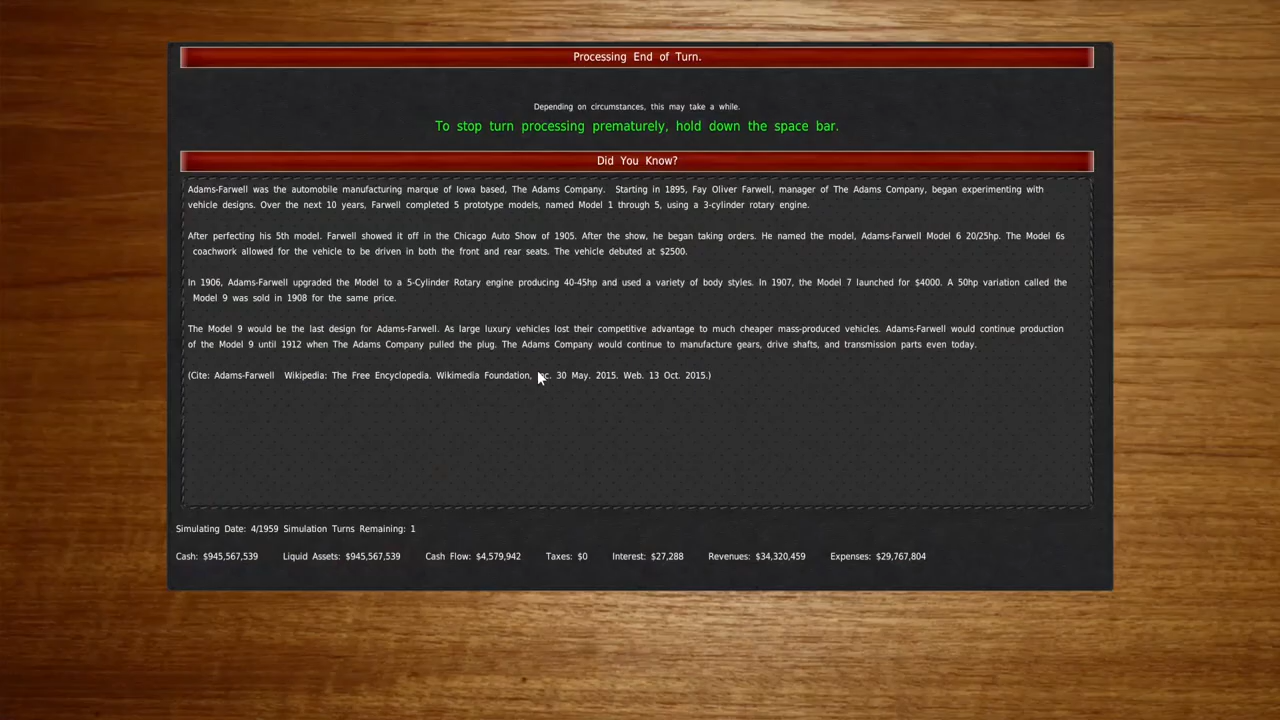 Processing End of Turn.
Depending on circumstances, this may take a while.
To stop turn processing prematurely, hold down the space bar.
Did You Know?
Adams-Farwell was the automobile manufacturing marque of Iowa based, The Adams Company. Starting in 1895, Fay Oliver Farwell, manager of The Adams Company, began experimenting with
vehicle designs. Over the next 10 years, Farwell completed 5 prototype models, named Model 1 through 5, using a 3-cylinder rotary engine.
After perfecting his 5th model. Farwell showed it off in the Chicago Auto Show of 1905. After the show, he began taking orders. He named the model, Adams-Farwell Model 6 20/25hp. The Model 6s
coachwork allowed for the vehicle to be driven in both the front and rear seats. The vehicle debuted at $2500.
In 1906, Adams-Farwell upgraded the Model to a 5-Cylinder Rotary engine producing 40-45hp and used a variety of body styles. In 1907, the Model 7 launched for $4000. A 50hp variation called the
Model 9 was sold in 1908 for the same price.
The Model 9 would be the last design for Adams-Farwell. As large luxury vehicles lost their competitive advantage to much cheaper mass-produced vehicles. Adams-Farwell would continue production
of the Model 9 until 1912 when The Adams Company pulled the plug. The Adams Company would continue to manufacture gears, drive shafts, and transmission parts even today.
(Cite: Adams-Farwell Wikipedia: The Free Encyclopedia. Wikimedia Foundation, Inc. 30 May. 2015. Web. 13 Oct. 2015.)
Simulating Date: 4/1959 Simulation Turns Remaining: 1
Cash: $945,567,539 Liquid Assets: $945,567,539 Cash Flow: $4,579,942 Taxes: $0 Interest: $27,288 Revenues: $34,320,459 Expenses: $29,767,804